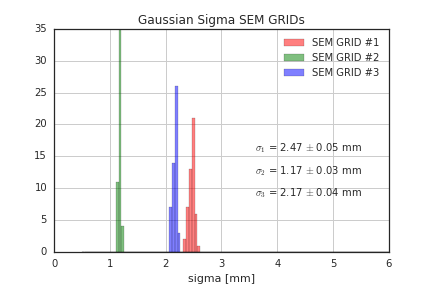 Gaussian Sigma SEM GRIDs
35
30
25
20
15
10
5
0
SEM GRID #1
SEM GRID #2
SEM GRID #3
σ₁ = 2.47 ± 0.05 mm
σ₂ = 1.17 ± 0.03 mm
σ₃ = 2.17 ± 0.04 mm
0 1 2 3 4 5 6
sigma [mm]